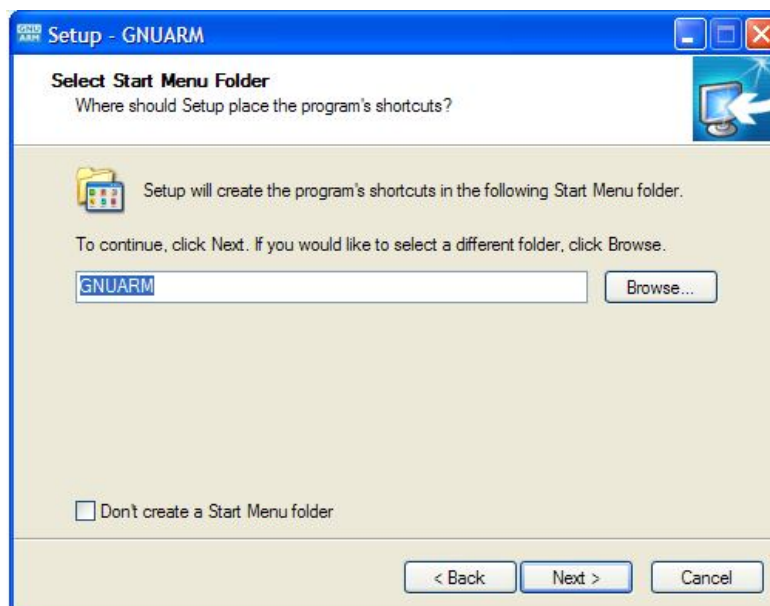 GNU
ARM
Setup - GNUARM
Select Start Menu Folder
Where should Setup place the program's shortcuts?
Setup will create the program's shortcuts in the following Start Menu folder.
To continue, click Next. If you would like to select a different folder, click Browse.
GNUARM
Browse...
Don't create a Start Menu folder
< Back
Next >
Cancel